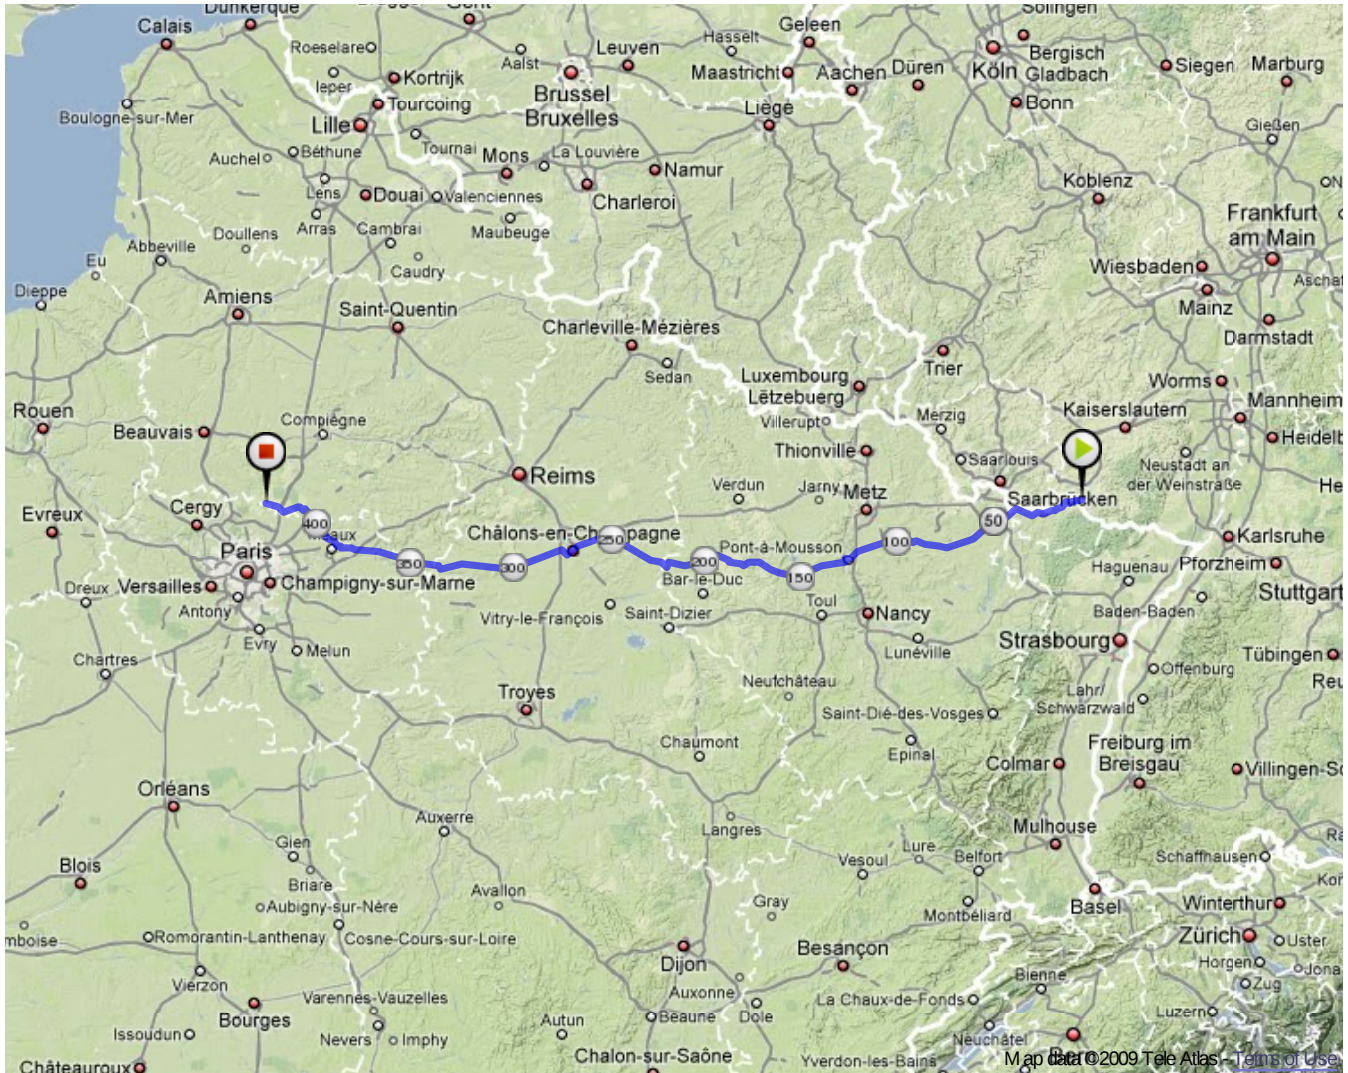 Dunkerque
Gent
Solingen
Calais
Geleen
Hasselt
Roeselare
Leuven
Bergisch
Gladbach
Aalst
Köln
Siegen
Marburg
Maastricht
Aachen
Düren
Kortrijk
Ieper
Brussel
Bruxelles
Tourcoing
Bonn
Liège
Boulogne-sur-Mer
Lille
Gießen
Tournai
Auchel
Béthune
Mons
La Louvière
Namur
Koblenz
Lens
Douai
Valenciennes
Charleroi
Frankfurt
am Main
Arras
Cambrai
Maubeuge
Doullens
Abbeville
Caudry
Eu
Wiesbaden
Aschaf
Dieppe
Amiens
Saint-Quentin
Mainz
Charleville-Mézières
Darmstadt
Sedan
Trier
Luxembourg
Lëtzebuerg
Worms
Rouen
Compiègne
Villerupt
Merzig
Kaiserslautern
Mannheim
Beauvais
Thionville
Saarlouis
Heidelb
Neustadt an
der Weinstraße
Reims
Verdun
Jarny
Metz
Saarbrücken
He
Cergy
Evreux
400
Meaux
Châlons-en-Champagne
250
50
100
Karlsruhe
Paris
Pont-à-Mousson
350
300
200
150
Pforzheim
Versailles
Champigny-sur-Marne
Bar-le-Duc
Haguenau
Dreux
Antony
Vitry-le-François
Saint-Dizier
Toul
Nancy
Baden-Baden
Stuttgart
Evry
Melun
Lunéville
Strasbourg
Chartres
Offenburg
Tübingen
Reu
Troyes
Neufchâteau
Lahr/
Schwarzwald
Saint-Dié-des-Vosges
Chaumont
Epinal
Freiburg im
Breisgau
Colmar
Villingen-Sc
Orléans
Auxerre
Langres
Mulhouse
Ra
Gien
Vesoul
Lure
Belfort
Schaffhausen
Blois
Briare
Avallon
Kon
Aubigny-sur-Nère
Gray
Montbéliard
Basel
Winterthur
mboise
Romorantin-Lanthenay
Cosne-Cours-sur-Loire
Besançon
Zürich
Uster
Dijon
Horgen
Jona
Vierzon
Bienne
Zug
Varennes-Vauzelles
Auxonne
La Chaux-de-Fonds
Bourges
Beaune
Dole
Luzern
Issoudun
Nevers
Imphy
Autun
Neuchâtel
Châteauroux
Chalon-sur-Saône
Yverdon-les-Bains
Map data ©2009 Tele Atlas - Terms of Use